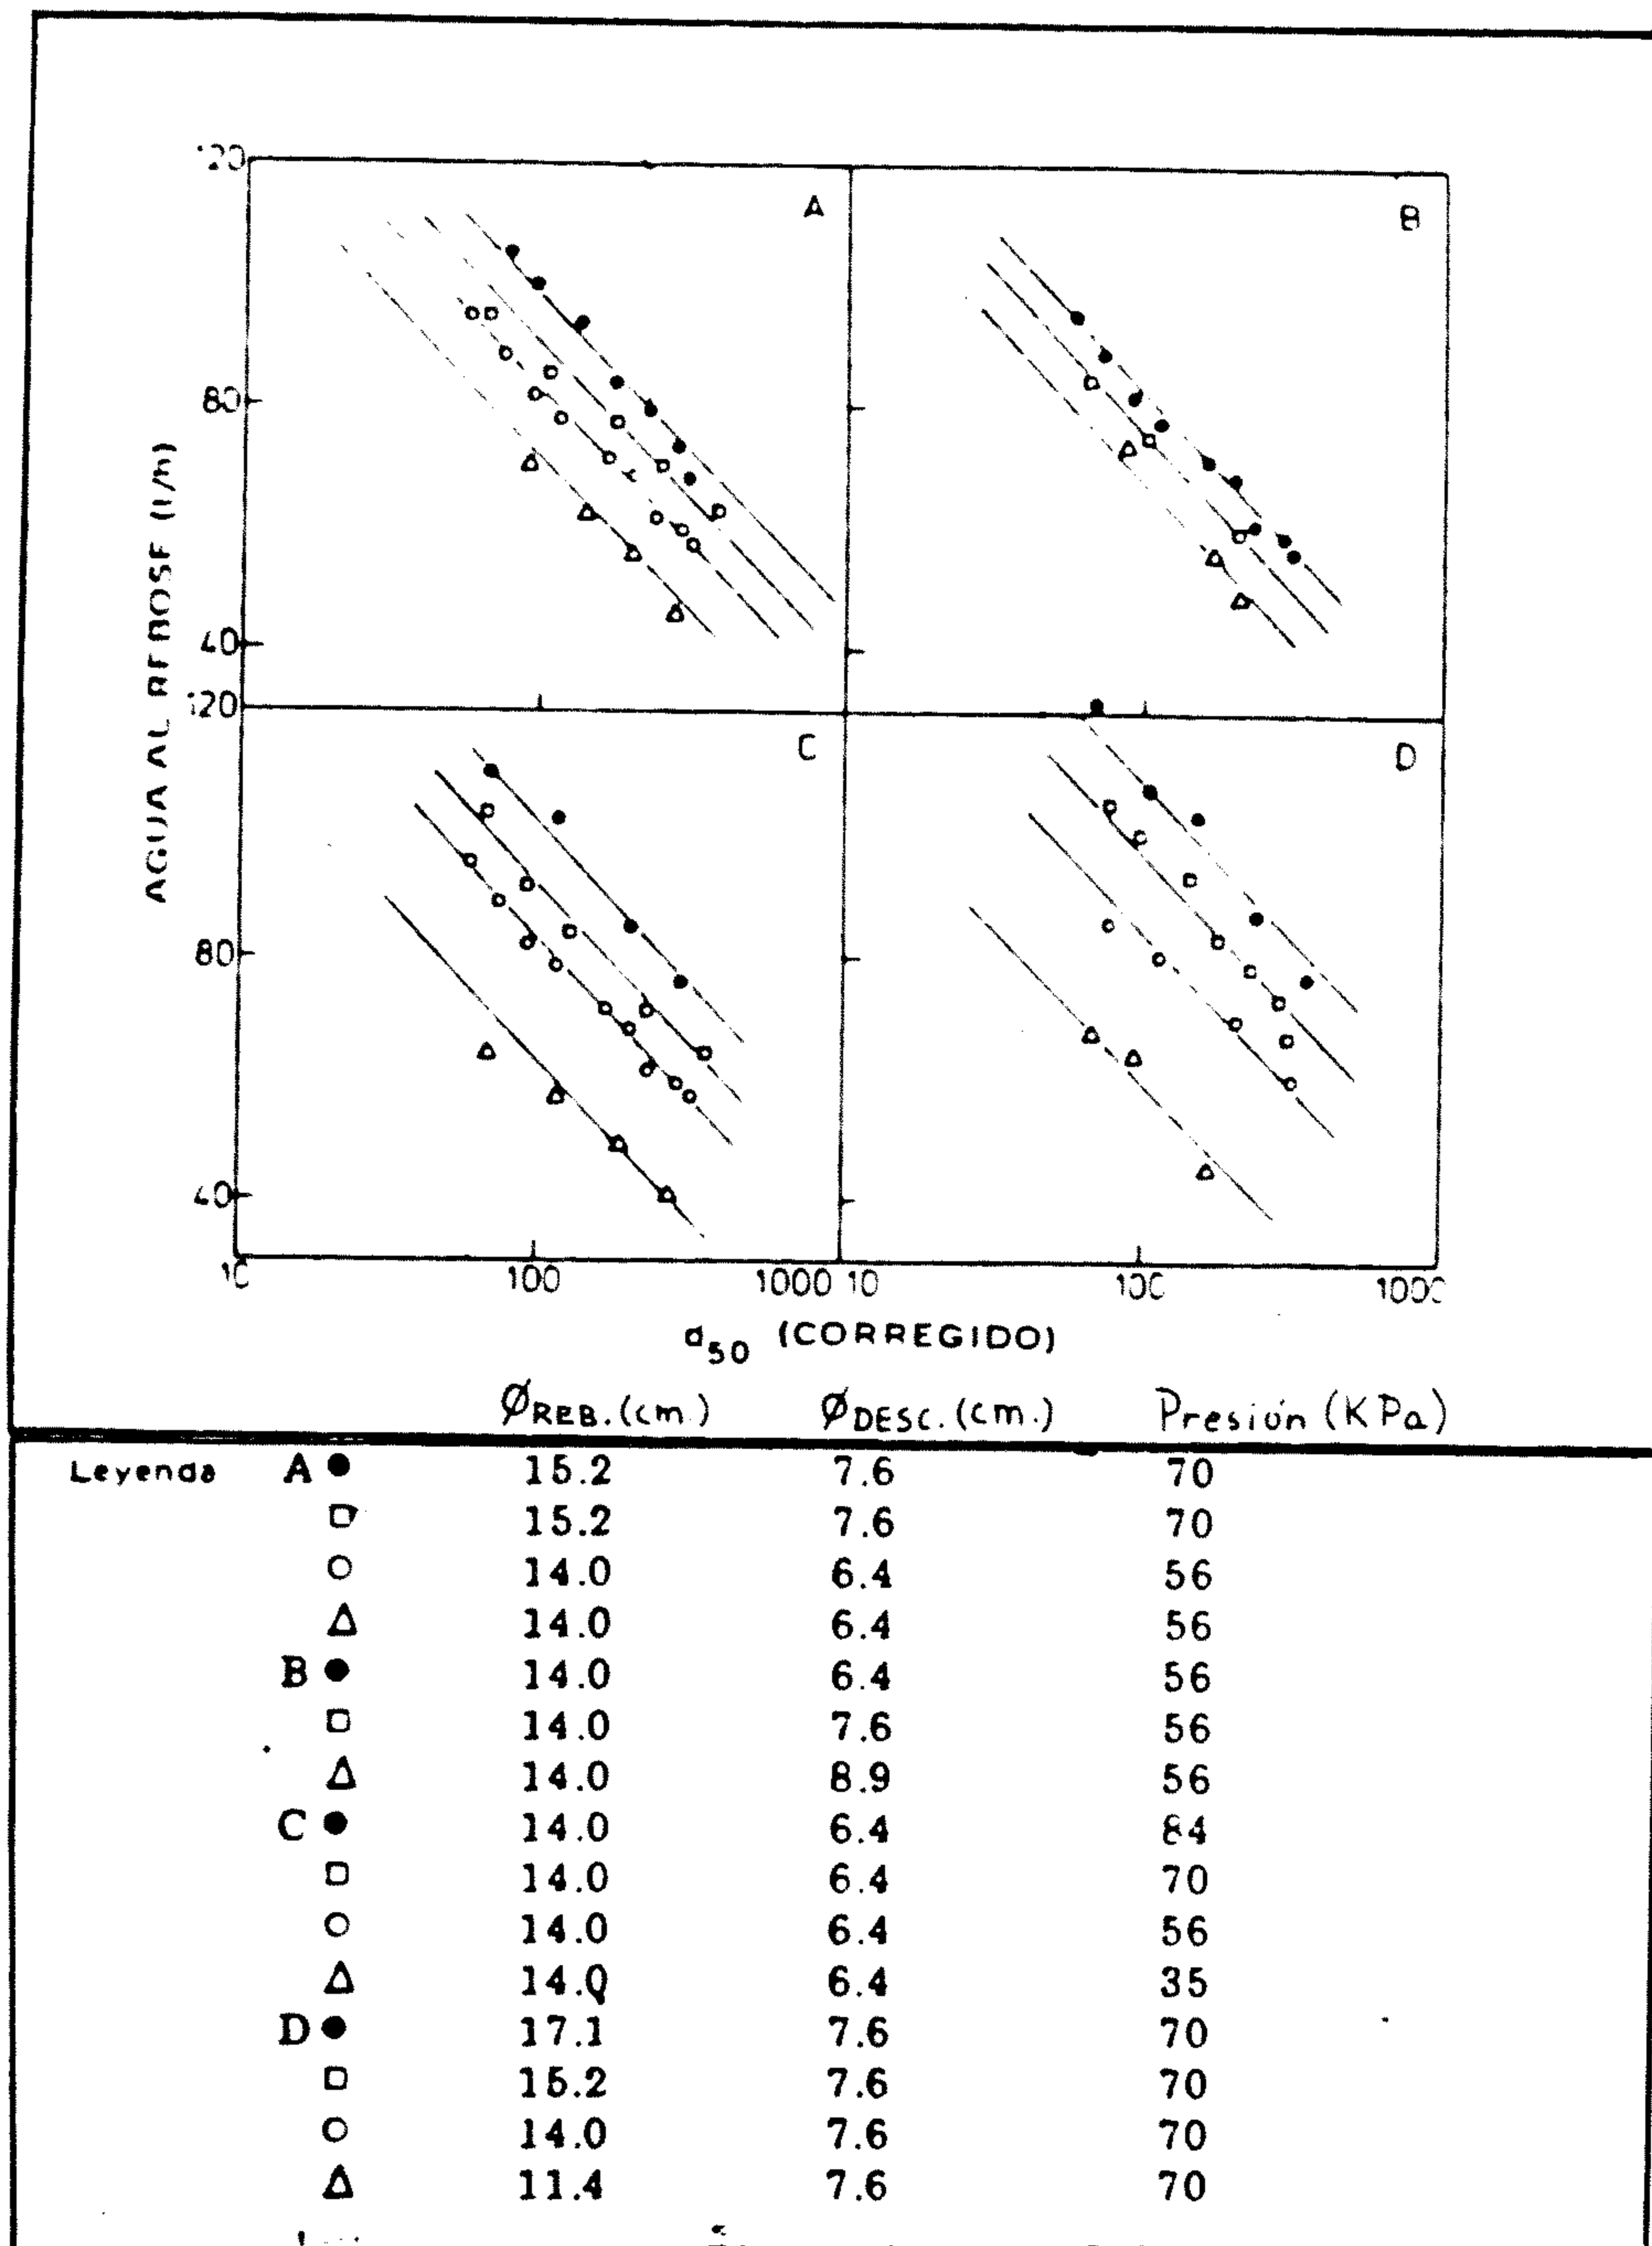 120
A
B
80
40
AGUA AL REBOSE (t/h)
120
C
D
80
40
10 100 1000 10 100 1000
d50 (CORREGIDO)
ØREB. (cm.) ØDESC. (cm.) Presión (KPa)
Leyenda A ● 15.2 7.6 70
□ 15.2 7.6 70
○ 14.0 6.4 56
△ 14.0 6.4 56
B ● 14.0 6.4 56
□ 14.0 7.6 56
△ 14.0 8.9 56
C ● 14.0 6.4 84
□ 14.0 6.4 70
○ 14.0 6.4 56
△ 14.0 6.4 35
D ● 17.1 7.6 70
□ 15.2 7.6 70
○ 14.0 7.6 70
△ 11.4 7.6 70